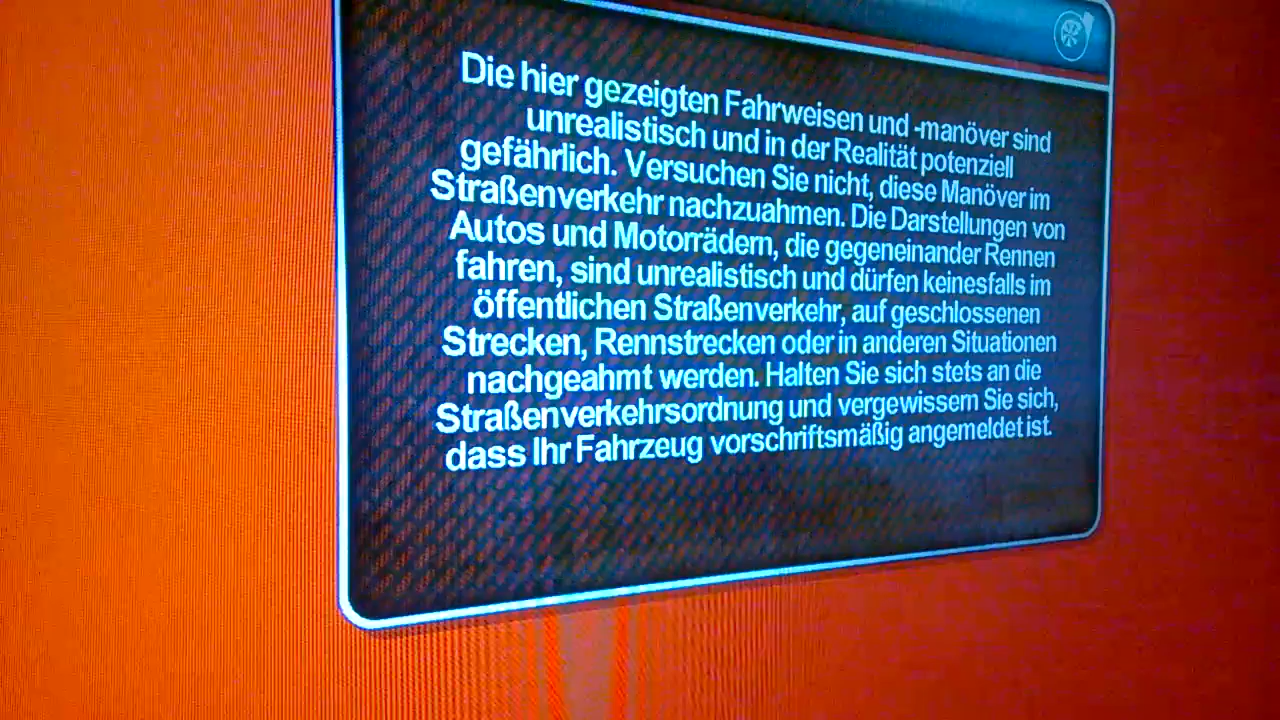 Die hier gezeigten Fahrweisen und -manöver sind
unrealistisch und in der Realität potenziell
gefährlich. Versuchen Sie nicht, diese Manöver im
Straßenverkehr nachzuahmen. Die Darstellungen von
Autos und Motorrädern, die gegeneinander Rennen
fahren, sind unrealistisch und dürfen keinesfalls im
öffentlichen Straßenverkehr, auf geschlossenen
Strecken, Rennstrecken oder in anderen Situationen
nachgeahmt werden. Halten Sie sich stets an die
Straßenverkehrsordnung und vergewissern Sie sich,
dass Ihr Fahrzeug vorschriftsmäßig angemeldet ist.